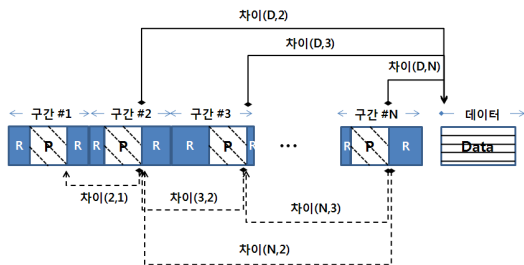 차이(D,2)
차이(D,3)
차이(D,N)
구간 #1 구간 #2 구간 #3 구간 #N 데이터
R P R R P R R P R ••• R P R Data
차이(2,1)
차이(3,2)
차이(N,3)
차이(N,2)